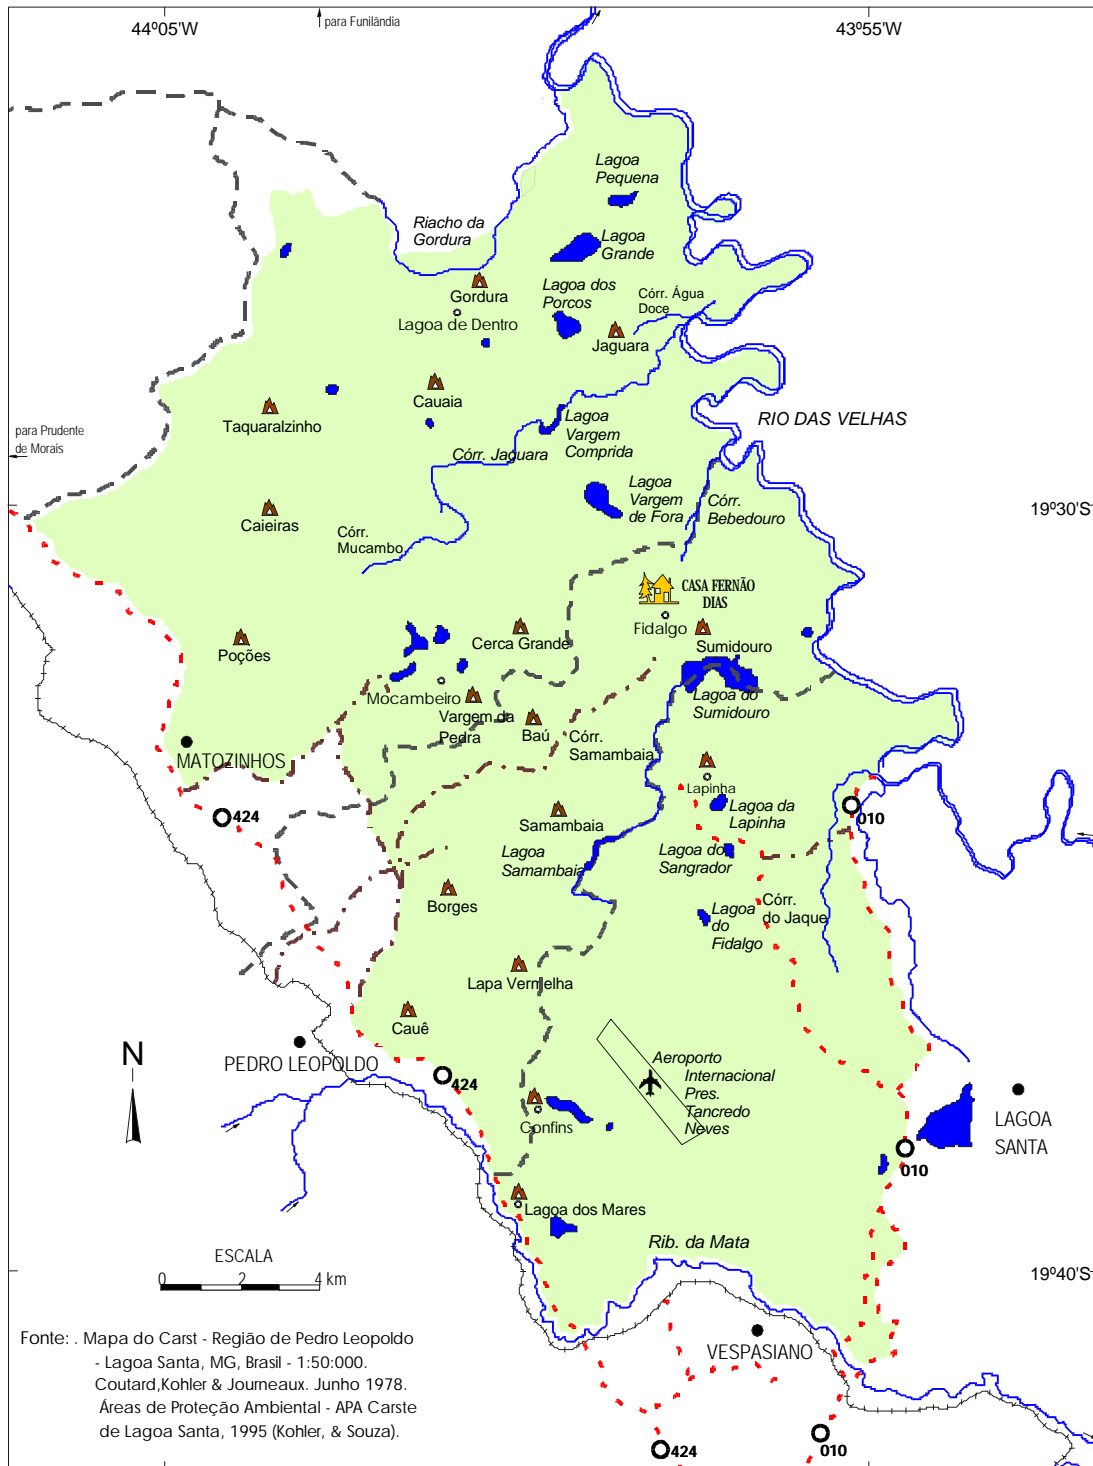 44º05'W
para Funilândia
43º55'W
Lagoa
Pequena
Riacho da
Gordura
Lagoa
Grande
Gordura
Lagoa dos
Porcos
Córr. Água
Doce
Lagoa de Dentro
Jaguara
Cauaia
Taquaralzinho
Lagoa
Vargem
Comprida
RIO DAS VELHAS
para Prudente
de Morais
Córr. Jaguara
Lagoa
Vargem
de Fora
Córr.
Bebedouro
19º30'S
Caieiras
Córr.
Mucambo
CASA FERNÃO
DIAS
Fidalgo
Cerca Grande
Sumidouro
Poções
Mocambeiro
Lagoa do
Sumidouro
Vargem da
Pedra
Baú
Córr.
Samambaia
MATOZINHOS
Lapinha
424
Samambaia
Lagoa da
Lapinha
010
Lagoa
Samambaia
Lagoa do
Sangrador
Borges
Córr.
do Jaque
Lagoa
do
Fidalgo
Lapa Vermelha
Cauê
N
PEDRO LEOPOLDO
424
Aeroporto
Internacional
Pres.
Tancredo
Neves
Confins
LAGOA
SANTA
010
Lagoa dos Mares
Rib. da Mata
ESCALA
0 2 4 km
19º40'S
VESPASIANO
Fonte: . Mapa do Carst - Região de Pedro Leopoldo
- Lagoa Santa, MG, Brasil - 1:50:000.
Coutard,Kohler & Journeaux. Junho 1978.
Áreas de Proteção Ambiental - APA Carste
de Lagoa Santa, 1995 (Kohler, & Souza).
424
010